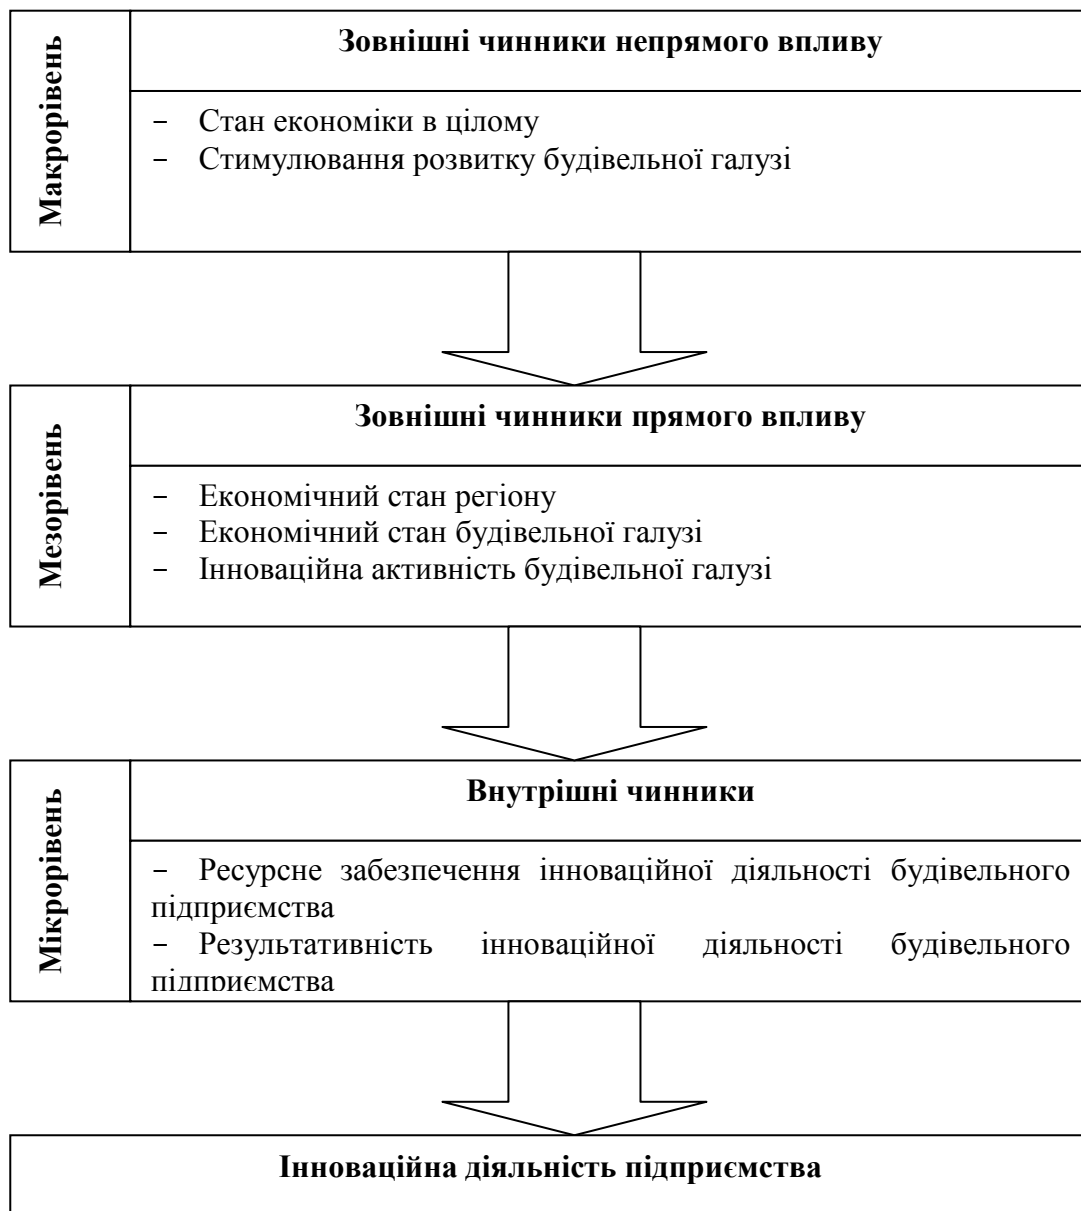 Макрорівень
Зовнішні чинники непрямого впливу
− Стан економіки в цілому
− Стимулювання розвитку будівельної галузі
Мезорівень
Зовнішні чинники прямого впливу
− Економічний стан регіону
− Економічний стан будівельної галузі
− Інноваційна активність будівельної галузі
Мікрорівень
Внутрішні чинники
− Ресурсне забезпечення інноваційної діяльності будівельного
підприємства
− Результативність інноваційної діяльності будівельного
підприємства
Інноваційна діяльність підприємства